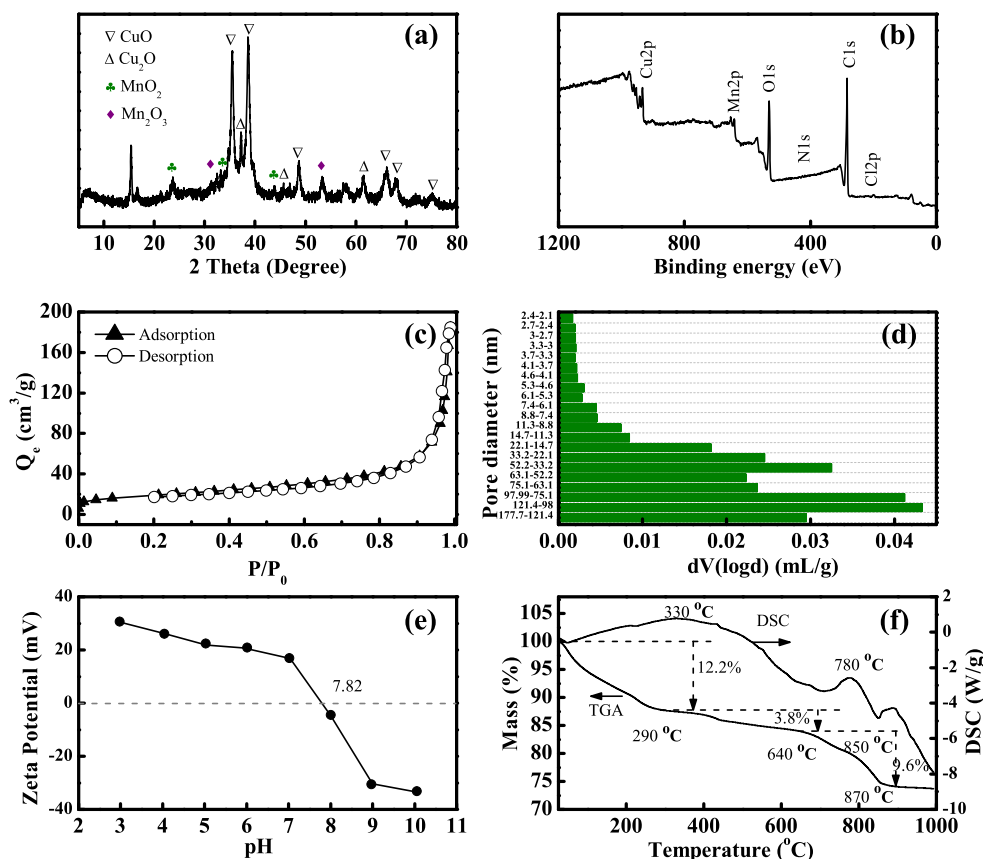 (a)
CuO
Cu2O
MnO2
Mn2O3
5 10 20 30 40 50 60 70 80
2 Theta (Degree)
(b)
Cu2p
Mn2p
O1s
N1s
C1s
Cl2p
1200 800 400 0
Binding energy (eV)
(c)
Adsorption
Desorption
200
160
120
80
40
0
Qe (cm3/g)
0.0 0.2 0.4 0.6 0.8 1.0
P/P0
(d)
Pore diameter (nm)
2.4-2.1
2.7-2.4
3-2.7
3.3-3
3.7-3.3
4.1-3.7
4.6-4.1
5.3-4.6
6.1-5.3
7.4-6.1
8.8-7.4
11.3-8.8
14.7-11.3
22.1-14.7
33.2-22.1
52.2-33.2
63.1-52.2
75.1-63.1
97.99-75.1
121.4-98
177.7-121.4
0.00 0.01 0.02 0.03 0.04
dV(logd) (mL/g)
(e)
40
20
0
-20
-40
Zeta Potential (mV)
7.82
2 3 4 5 6 7 8 9 10 11
pH
(f)
105
100
95
90
85
80
75
70
Mass (%)
330 °C
DSC
12.2%
780 °C
TGA
3.8%
290 °C
640 °C
850 °C
9.6%
870 °C
2
0
-2
-4
-6
-8
-10
DSC (W/g)
200 400 600 800 1000
Temperature (°C)